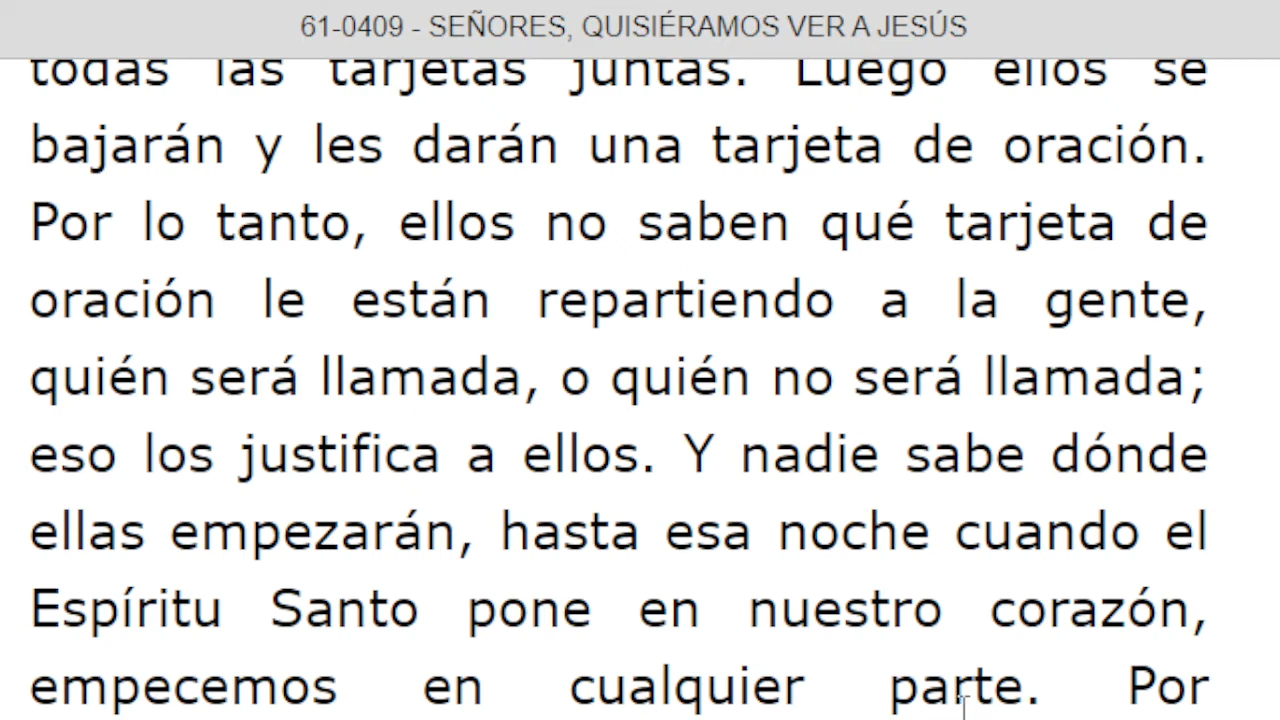 61-0409 - SEÑORES, QUISIÉRAMOS VER A JESÚS
todas las tarjetas juntas. Luego ellos se
bajarán y les darán una tarjeta de oración.
Por lo tanto, ellos no saben qué tarjeta de
oración le están repartiendo a la gente,
quién será llamada, o quién no será llamada;
eso los justifica a ellos. Y nadie sabe dónde
ellas empezarán, hasta esa noche cuando el
Espíritu Santo pone en nuestro corazón,
empecemos en cualquier parte. Por